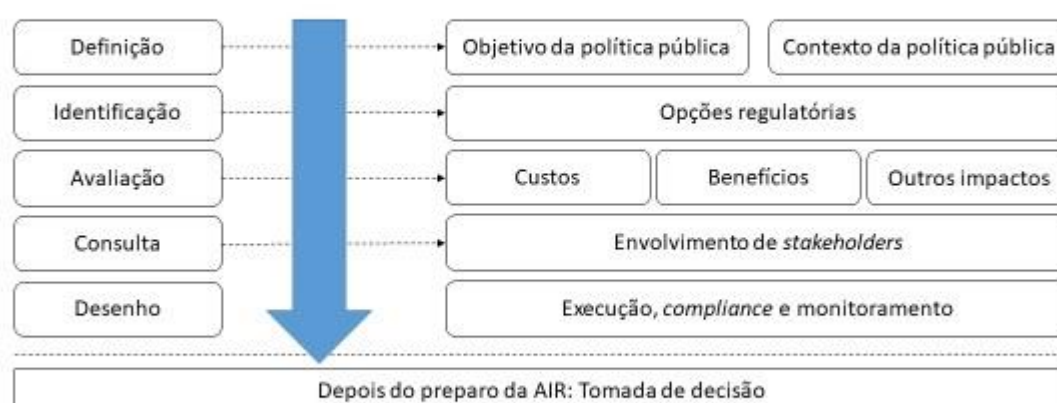 Definição
Objetivo da política pública
Contexto da política pública
Identificação
Opções regulatórias
Avaliação
Custos
Benefícios
Outros impactos
Consulta
Envolvimento de stakeholders
Desenho
Execução, compliance e monitoramento
Depois do preparo da AIR: Tomada de decisão